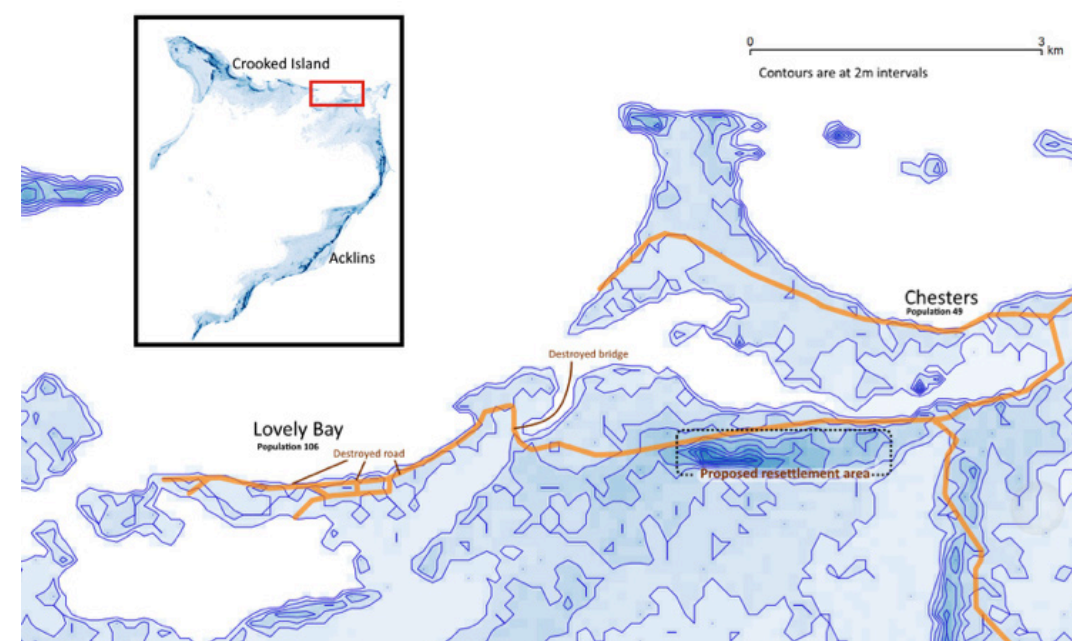 Crooked Island
Acklins
0 3 km
Contours are at 2m intervals
Chesters
Population 49
Destroyed bridge
Lovely Bay
Population 106
Destroyed road
Proposed resettlement area